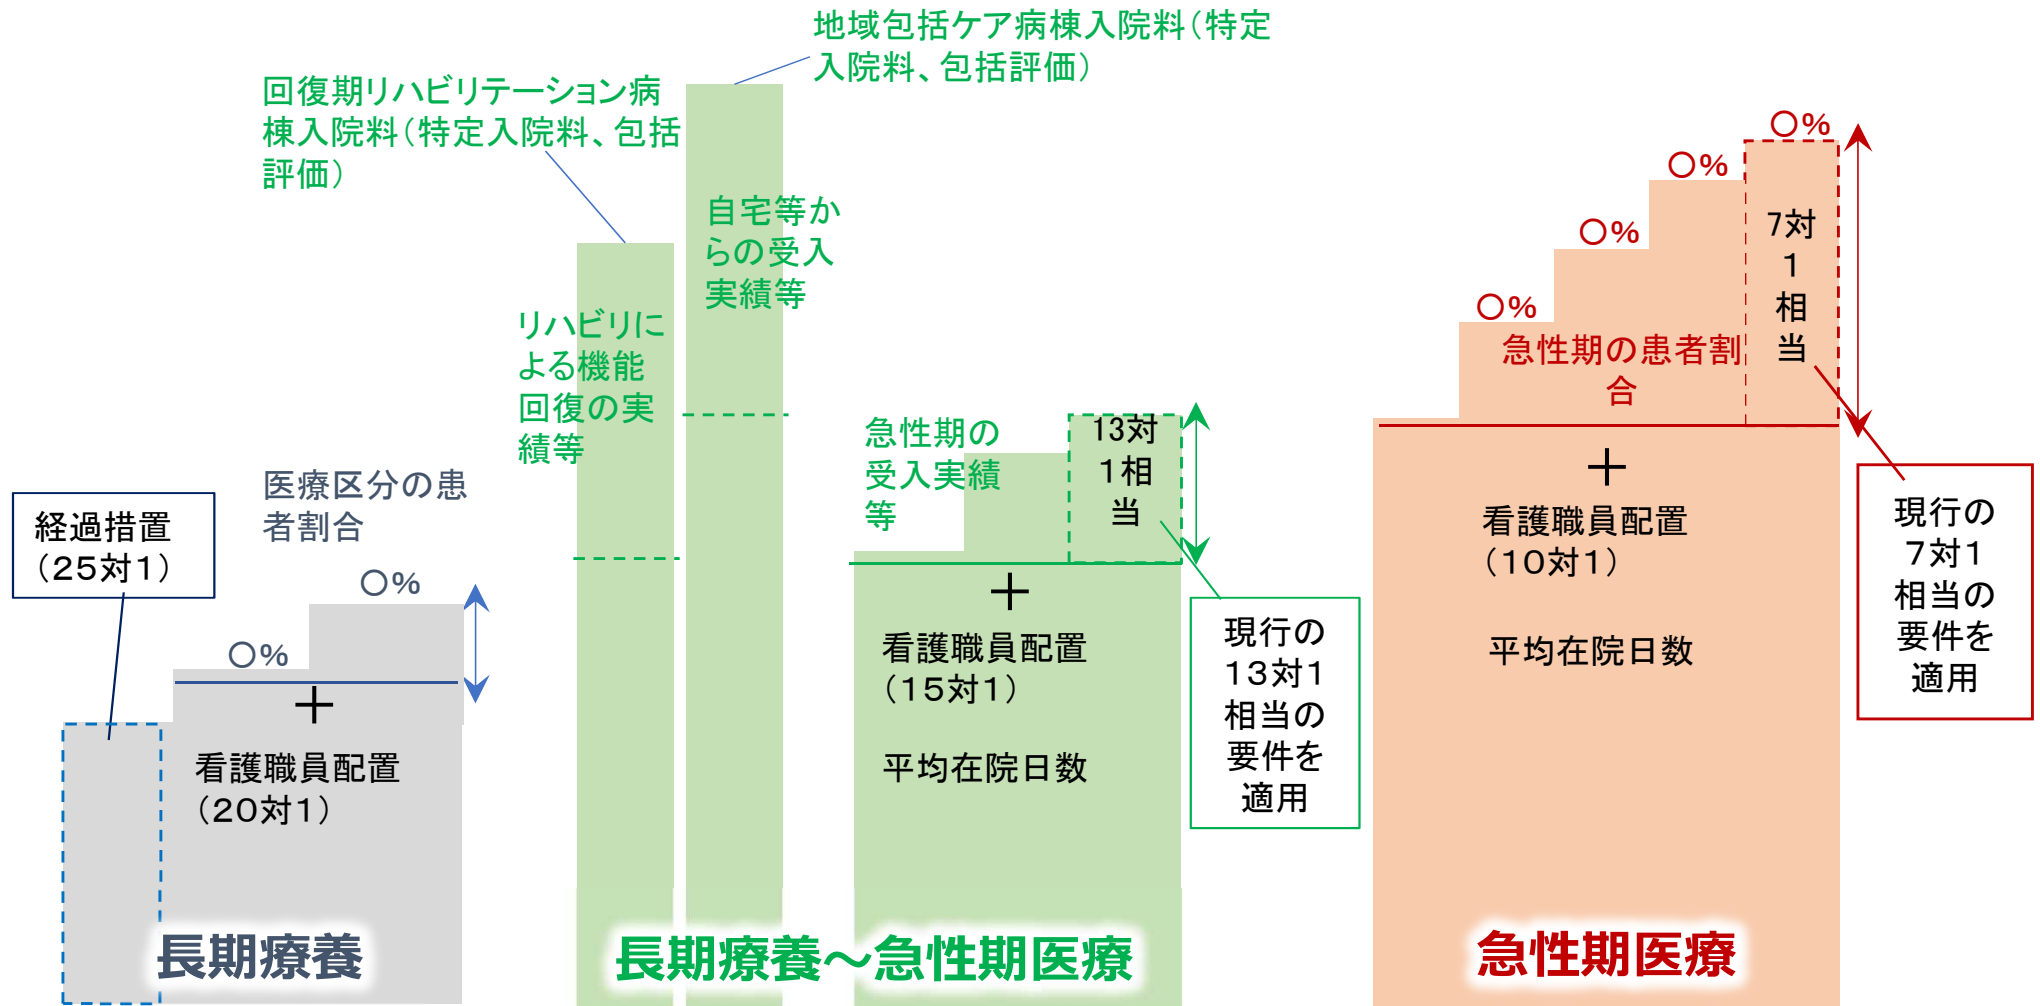 地域包括ケア病棟入院料（特定
入院料、包括評価）
回復期リハビリテーション病
棟入院料（特定入院料、包括
評価）
自宅等か
らの受入
実績等
リハビリに
よる機能
回復の実
績等
医療区分の患
者割合
経過措置
（２５対１）
〇%
〇%
＋
看護職員配置
（２０対１）
長期療養
急性期の
受入実績
等
13対
1相
当
＋
看護職員配置
（１５対１）
平均在院日数
現行の
１３対１
相当の
要件を
適用
長期療養～急性期医療
〇%
〇%
〇%
〇%
7対
1
相
当
急性期の患者割
合
＋
看護職員配置
（１０対１）
平均在院日数
現行の
７対１
相当の
要件を
適用
急性期医療